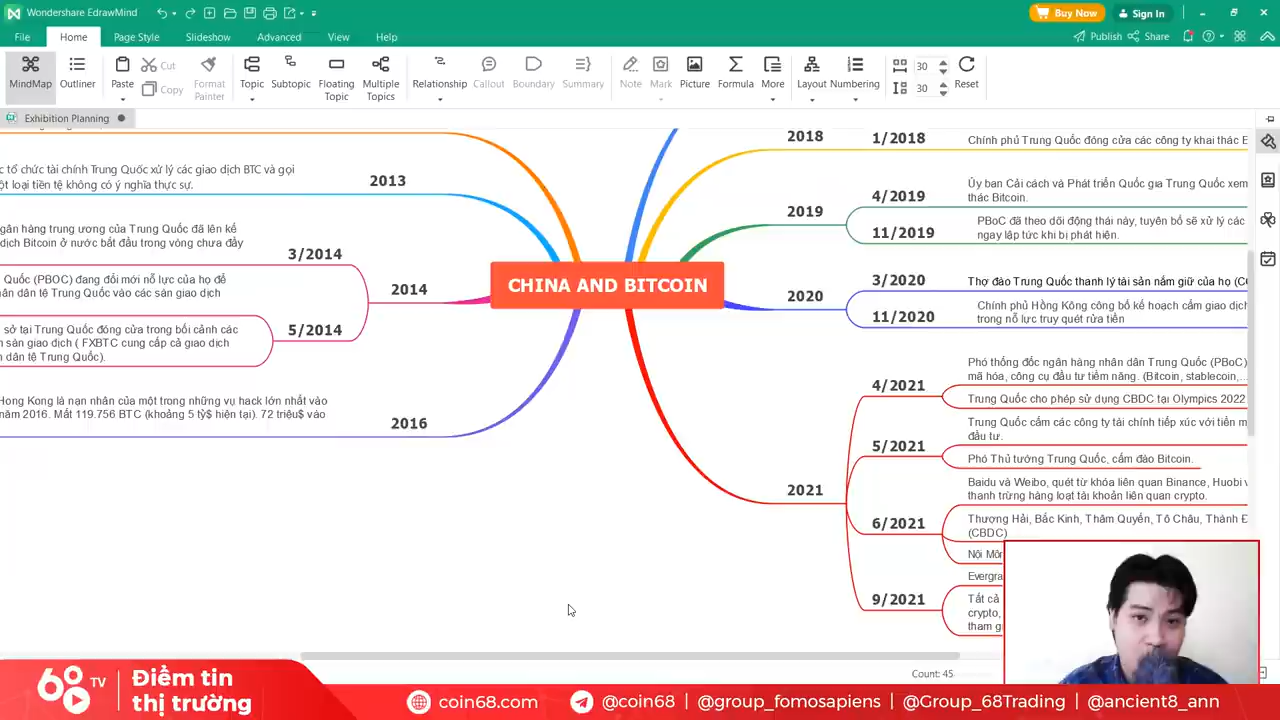 Wondershare EdrawMind
Buy Now
Sign In
File
Home
Page Style
Slideshow
Advanced
View
Help
Publish
Share
MindMap
Outliner
Paste
Cut
Copy
Format
Painter
Topic
Subtopic
Floating
Topic
Multiple
Topics
Relationship
Callout
Boundary
Summary
Note
Mark
Picture
Formula
More
Layout
Numbering
30
30
Reset
Exhibition Planning
tổ chức tài chính Trung Quốc xử lý các giao dịch BTC và gọi
một loại tiền tệ không có ý nghĩa thực sự.
2013
ngân hàng trung ương của Trung Quốc đã lên kế
dịch Bitcoin ở nước bắt đầu trong vòng chưa đầy
3/2014
Quốc (PBOC) đang đổi mới nỗ lực của họ để
nhân dân tệ Trung Quốc vào các sàn giao dịch
2014
sở tại Trung Quốc đóng cửa trong bối cảnh các
sàn giao dịch ( FXBTC cung cấp cả giao dịch
dân tệ Trung Quốc).
5/2014
Hong Kong là nạn nhân của một trong những vụ hack lớn nhất vào
năm 2016. Mất 119.756 BTC (khoảng 5 tỷ$ hiện tại). 72 triệu$ vào
2016
CHINA AND BITCOIN
2018
1/2018
Chính phủ Trung Quốc đóng cửa các công ty khai thác
2019
4/2019
Ủy ban Cải cách và Phát triển Quốc gia Trung Quốc xem
thác Bitcoin.
11/2019
PBoC đã theo dõi động thái này, tuyên bố sẽ xử lý các
ngay lập tức khi bị phát hiện.
2020
3/2020
Thợ đào Trung Quốc thanh lý tài sản nắm giữ của họ
11/2020
Chính phủ Hồng Kông công bố kế hoạch cấm giao dịch
trong nỗ lực truy quét rửa tiền
2021
4/2021
Phó thống đốc ngân hàng nhân dân Trung Quốc (PBoC)
mã hóa, công cụ đầu tư tiềm năng. (Bitcoin, stablecoin,...
Trung Quốc cho phép sử dụng CBDC tại Olympics 2022
5/2021
Trung Quốc cấm các công ty tài chính tiếp xúc với tiền
đầu tư.
Phó Thủ tướng Trung Quốc, cấm đào Bitcoin.
6/2021
Baidu và Weibo, quét từ khóa liên quan Binance, Huobi
thanh trừng hàng loạt tài khoản liên quan crypto.
Thượng Hải, Bắc Kinh, Thâm Quyến, Tô Châu, Thành
(CBDC)
Nội
9/2021
Tất cả
crypto,
tham
Count: 45
68 TV
Điểm tin
thị trường
coin68.com
@coin68 | @group_fomosapiens | @Group_68Trading | @ancient8_ann